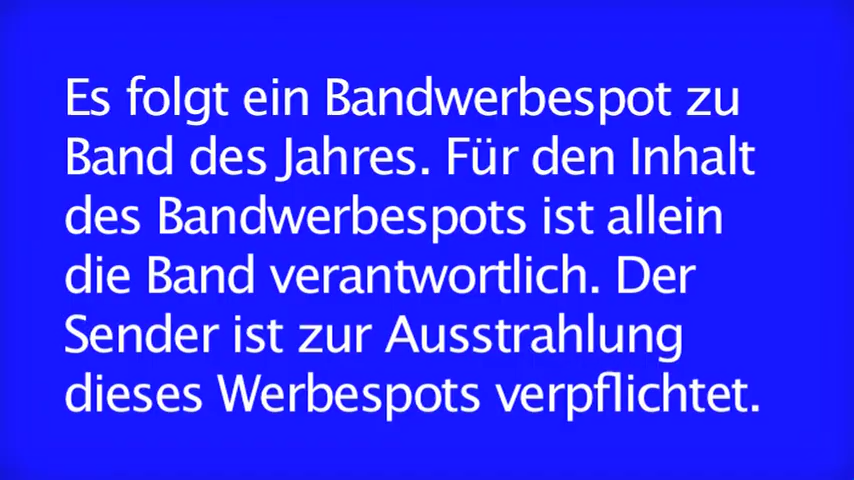 Es folgt ein Bandwerbespot zu
Band des Jahres. Für den Inhalt
des Bandwerbespots ist allein
die Band verantwortlich. Der
Sender ist zur Ausstrahlung
dieses Werbespots verpflichtet.